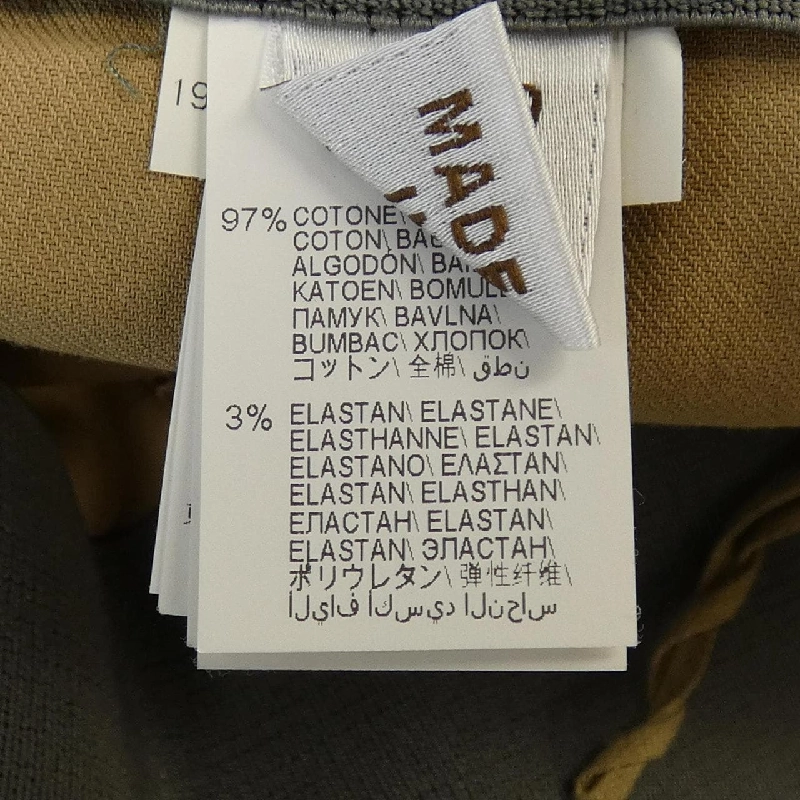 19
MADE
97% COTONE\
COTON\
ALGODÓN\
KATOEN\
ПАМУК\ BAVLNA\
BUMBAC\ ХЛОПОК\
コットン\ 全棉\ قطن
3% ELASTAN\ ELASTANE\
ELASTHANNE\ ELASTAN\
ELASTANO\ ΕΛΑΣΤΑΝ\
ELASTAN\ ELASTHAN\
ЕЛАСТАН\ ELASTAN\
ELASTAN\ ЭЛАСТАН\
ポリウレタン\ 弹性纤维\
الياف اكسيد النحاس